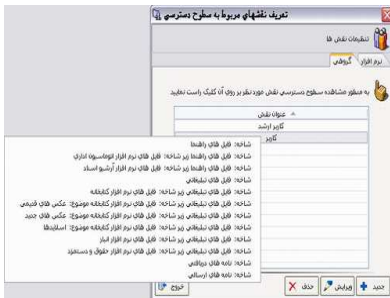 تعریف نقشهای مربوط به سطوح دسترسی
تنظیمات نقش ها
نرم افزار
گروهی
به منظور مشاهده سطوح دسترسی نقش مورد نظر بر روی آن کلیک راست نمایید
عنوان نقش
کاربر ارشد
کاربر
شاخه: فایل های راهنما
شاخه: فایل های راهنما زیر شاخه: فایل های نرم افزار اتوماسیون اداری
شاخه: فایل های راهنما زیر شاخه: فایل های نرم افزار آرشیو اسناد
شاخه: فایل های تبلیغاتی
شاخه: فایل های تبلیغاتی زیر شاخه: فایل های نرم افزار کتابخانه
شاخه: فایل های تبلیغاتی زیر شاخه: فایل های نرم افزار کتابخانه موضوع: عکس های قدیمی
شاخه: فایل های تبلیغاتی زیر شاخه: فایل های نرم افزار کتابخانه موضوع: عکس های جدید
شاخه: فایل های تبلیغاتی زیر شاخه: فایل های نرم افزار کتابخانه موضوع: اسلایدها
شاخه: فایل های تبلیغاتی زیر شاخه: فایل های نرم افزار انبار
شاخه: فایل های تبلیغاتی زیر شاخه: فایل های نرم افزار حقوق و دستمزد
شاخه: نامه های دریافتی
شاخه: نامه های ارسالی
جدید
ویرایش
حذف
خروج